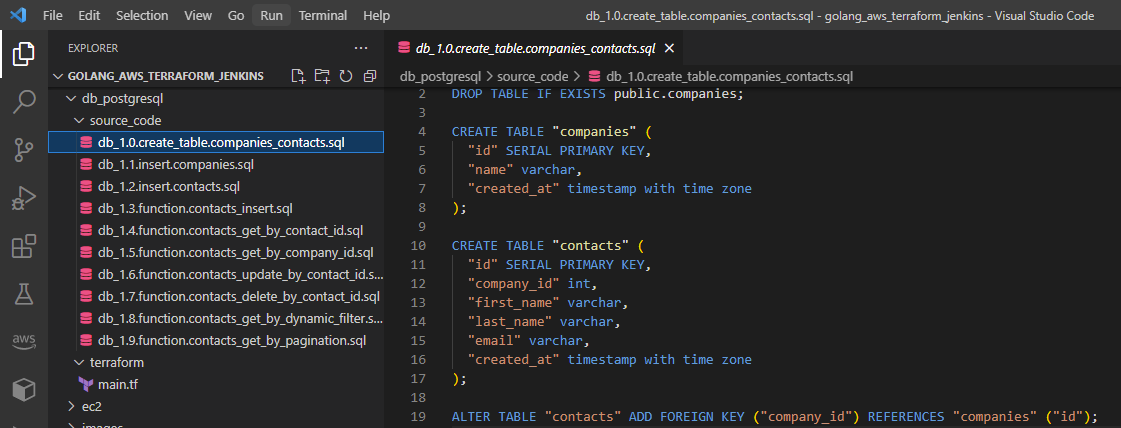 File Edit Selection View Go Run Terminal Help db_1.0.create_table.companies_contacts.sql - golang_aws_terraform_jenkins - Visual Studio Code
EXPLORER ...
GOLANG_AWS_TERRAFORM_JENKINS
db_postgresql
source_code
db_1.0.create_table.companies_contacts.sql
db_1.1.insert.companies.sql
db_1.2.insert.contacts.sql
db_1.3.function.contacts_insert.sql
db_1.4.function.contacts_get_by_contact_id.sql
db_1.5.function.contacts_get_by_company_id.sql
db_1.6.function.contacts_update_by_contact_id.s...
db_1.7.function.contacts_delete_by_contact_id.sql
db_1.8.function.contacts_get_by_dynamic_filter.s...
db_1.9.function.contacts_get_by_pagination.sql
terraform
main.tf
ec2
images
aws
db_1.0.create_table.companies_contacts.sql
db_postgresql > source_code > db_1.0.create_table.companies_contacts.sql
2 DROP TABLE IF EXISTS public.companies;
3
4 CREATE TABLE "companies" (
5 "id" SERIAL PRIMARY KEY,
6 "name" varchar,
7 "created_at" timestamp with time zone
8 );
9
10 CREATE TABLE "contacts" (
11 "id" SERIAL PRIMARY KEY,
12 "company_id" int,
13 "first_name" varchar,
14 "last_name" varchar,
15 "email" varchar,
16 "created_at" timestamp with time zone
17 );
18
19 ALTER TABLE "contacts" ADD FOREIGN KEY ("company_id") REFERENCES "companies" ("id");